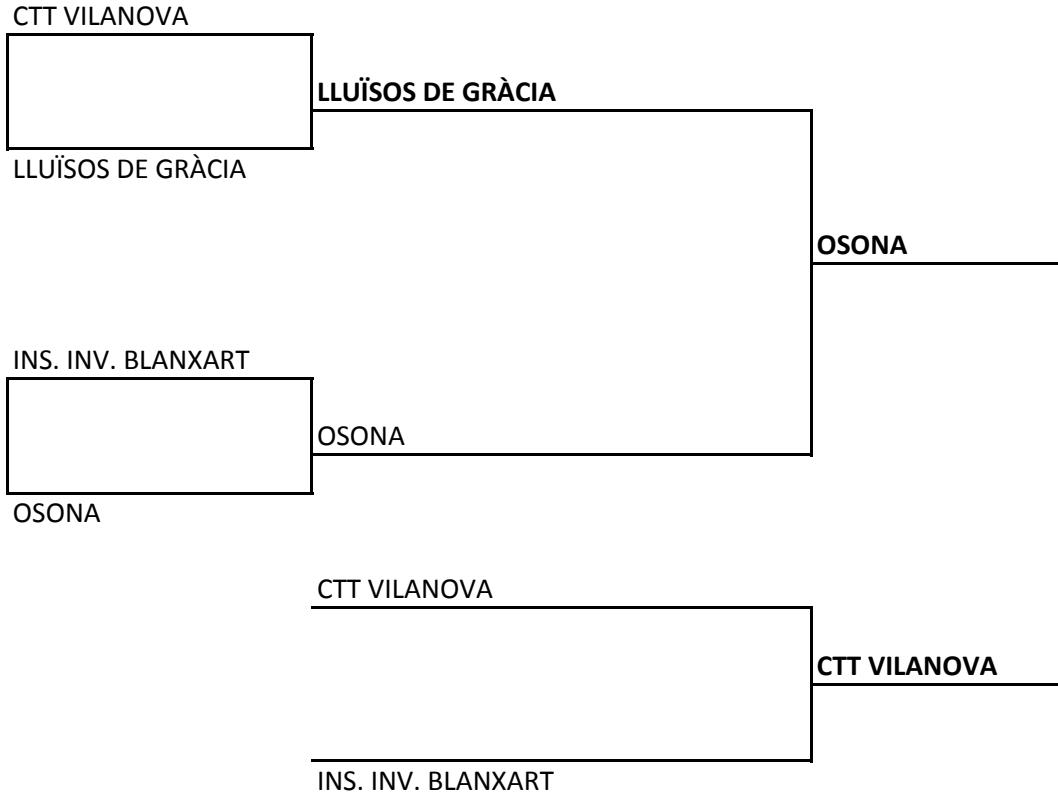 CTT VILANOVA
LLUÏSOS DE GRÀCIA
LLUÏSOS DE GRÀCIA
OSONA
INS. INV. BLANXART
OSONA
OSONA
CTT VILANOVA
CTT VILANOVA
INS. INV. BLANXART